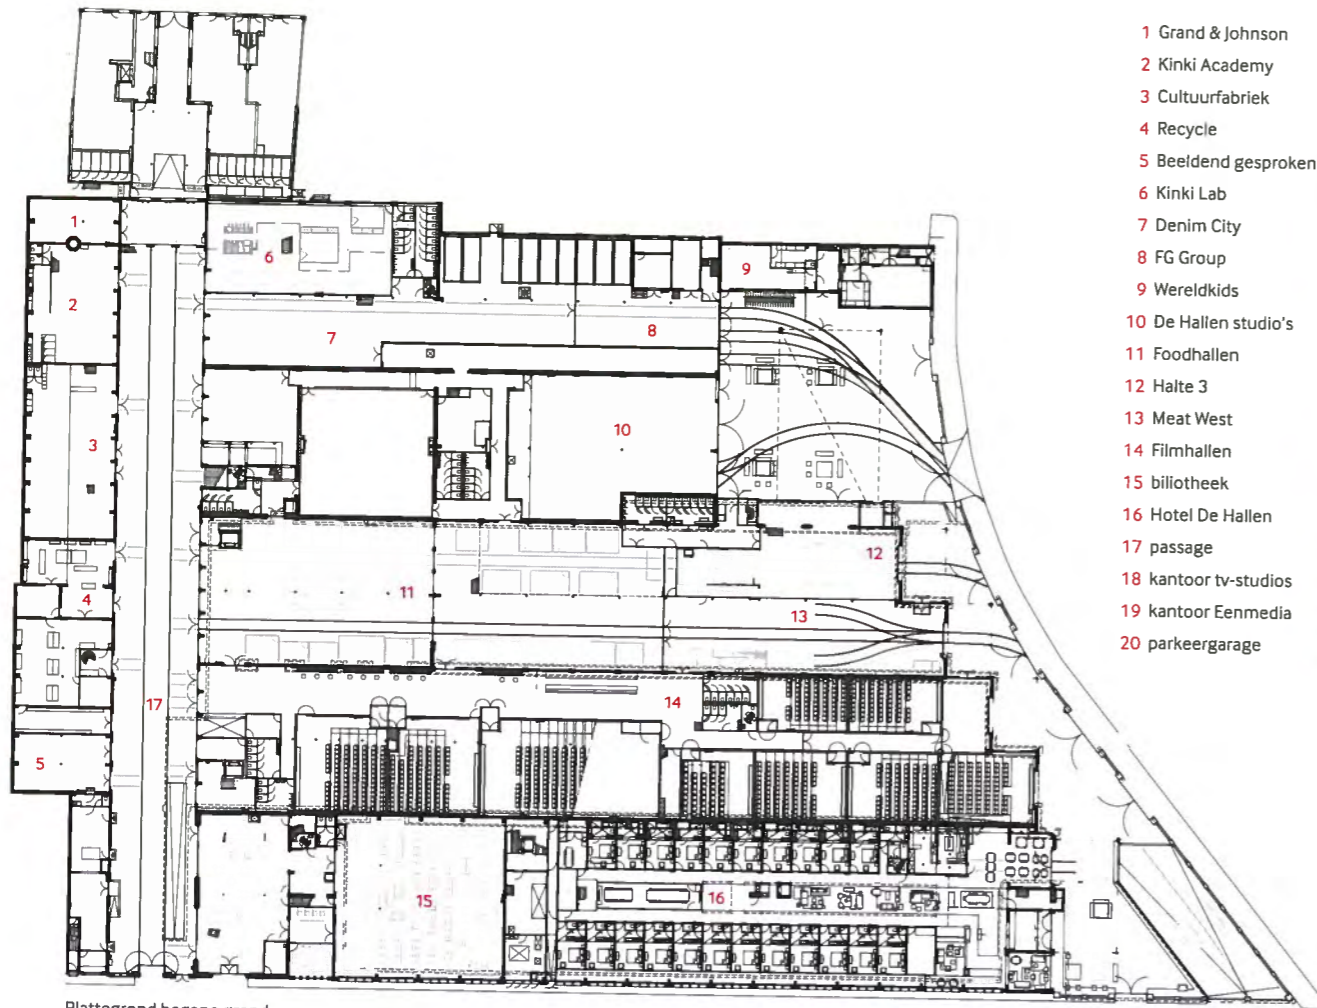 1 Grand & Johnson
2 Kinki Academy
3 Cultuurfabriek
4 Recycle
5 Beeldend gesproken
6 Kinki Lab
7 Denim City
8 FG Group
9 Wereldkids
10 De Hallen studio's
11 Foodhallen
12 Halte 3
13 Meat West
14 Filmhallen
15 biliotheek
16 Hotel De Hallen
17 passage
18 kantoor tv-studios
19 kantoor Eenmedia
20 parkeergarage
1
2
3
4
5
6
7
8
9
10
11
12
13
14
15
16
17
Plattegrond begane grond